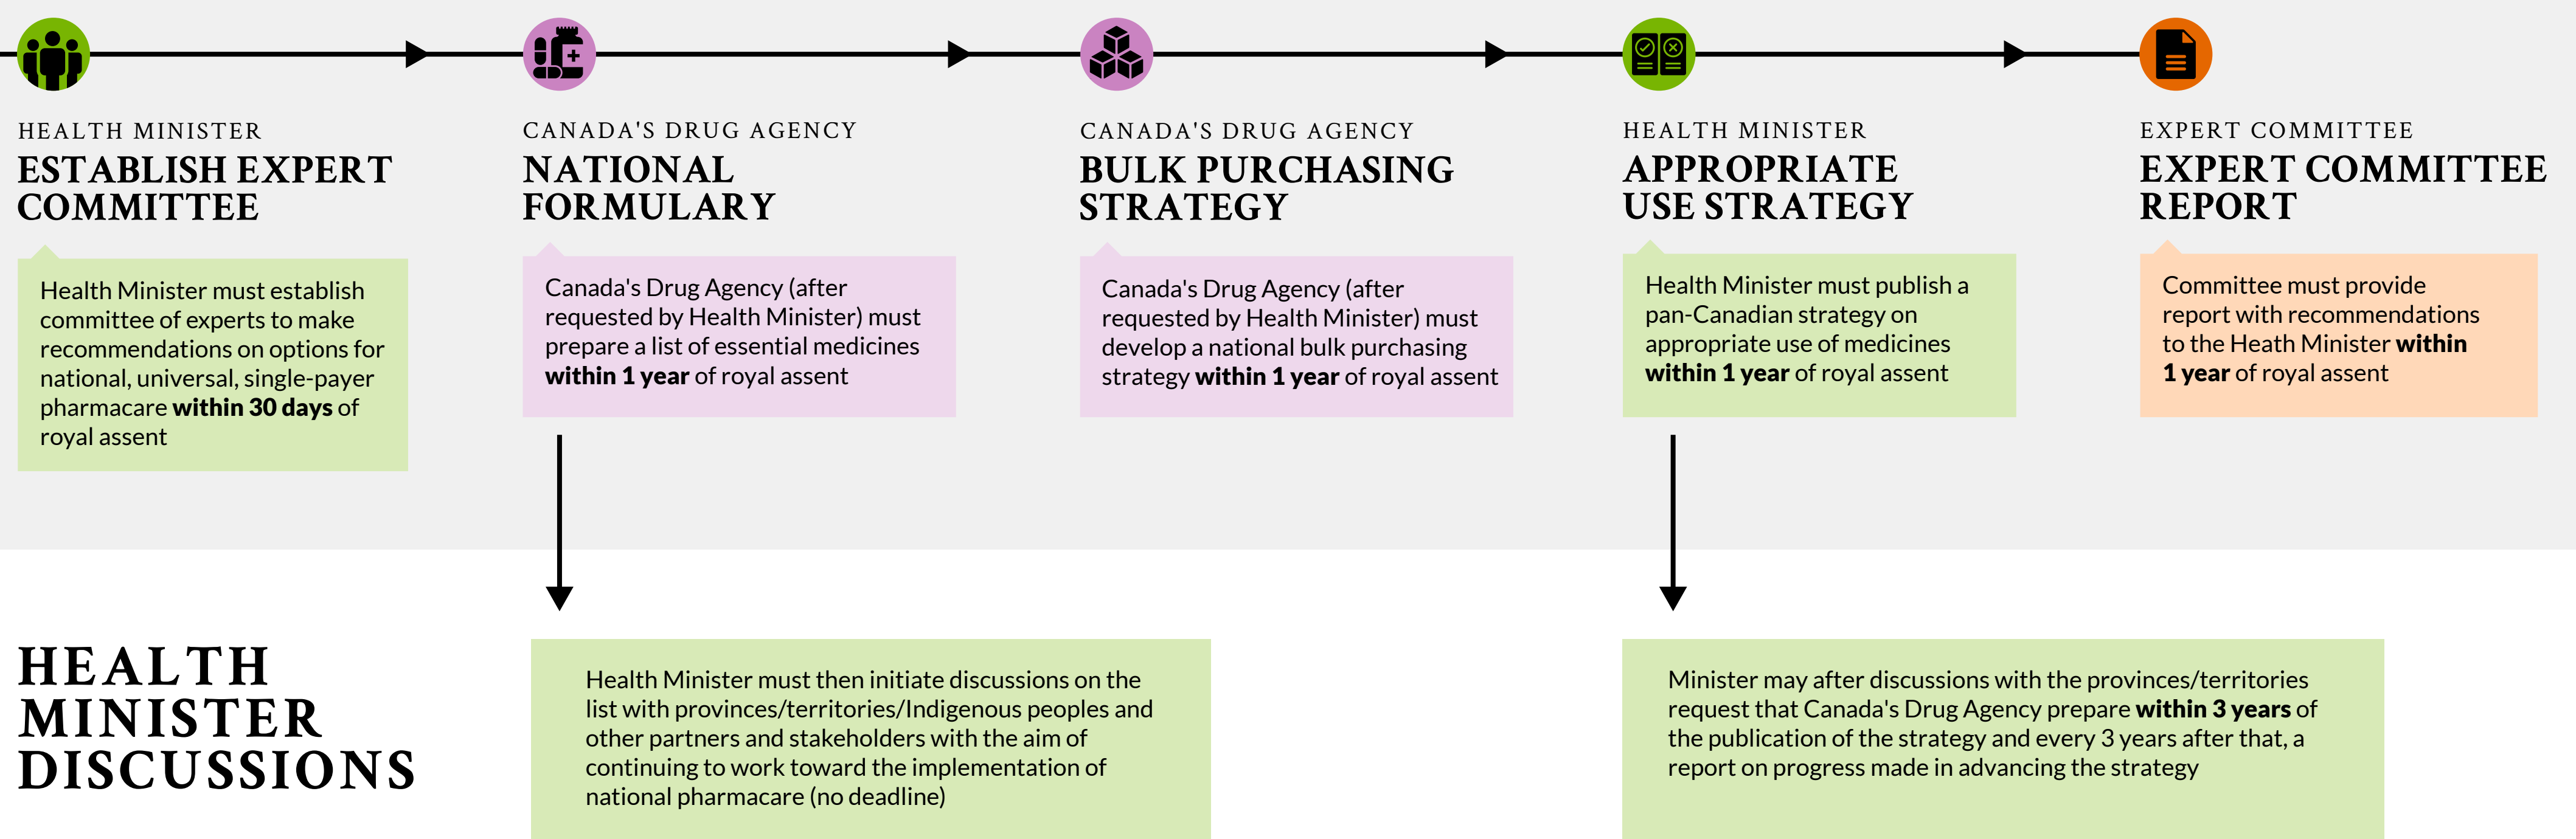 HEALTH MINISTER
ESTABLISH EXPERT
COMMITTEE
Health Minister must establish
committee of experts to make
recommendations on options for
national, universal, single-payer
pharmacare within 30 days of
royal assent
CANADA'S DRUG AGENCY
NATIONAL
FORMULARY
Canada's Drug Agency (after
requested by Health Minister) must
prepare a list of essential medicines
within 1 year of royal assent
CANADA'S DRUG AGENCY
BULK PURCHASING
STRATEGY
Canada's Drug Agency (after
requested by Health Minister) must
develop a national bulk purchasing
strategy within 1 year of royal assent
HEALTH MINISTER
APPROPRIATE
USE STRATEGY
Health Minister must publish a
pan-Canadian strategy on
appropriate use of medicines
within 1 year of royal assent
EXPERT COMMITTEE
EXPERT COMMITTEE
REPORT
Committee must provide
report with recommendations
to the Heath Minister within
1 year of royal assent
HEALTH
MINISTER
DISCUSSIONS
Health Minister must then initiate discussions on the
list with provinces/territories/Indigenous peoples and
other partners and stakeholders with the aim of
continuing to work toward the implementation of
national pharmacare (no deadline)
Minister may after discussions with the provinces/territories
request that Canada's Drug Agency prepare within 3 years of
the publication of the strategy and every 3 years after that, a
report on progress made in advancing the strategy